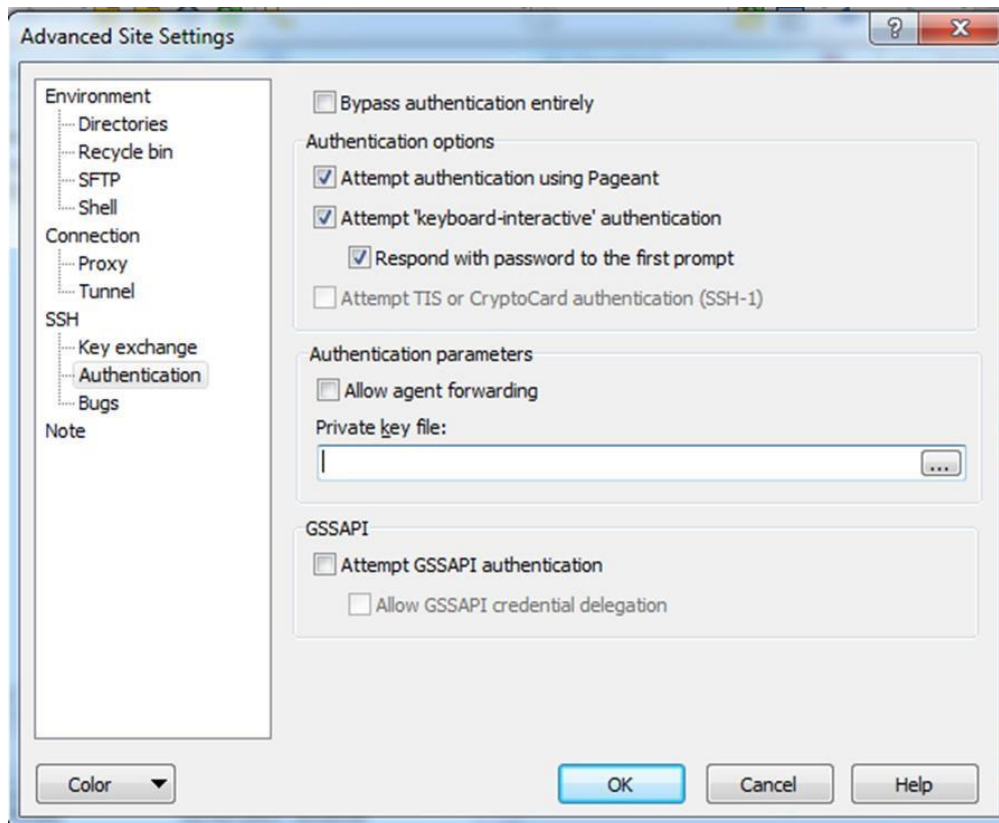 Advanced Site Settings
?
X
Environment
Directories
Recycle bin
SFTP
Shell
Connection
Proxy
Tunnel
SSH
Key exchange
Authentication
Bugs
Note
Bypass authentication entirely
Authentication options
Attempt authentication using Pageant
Attempt 'keyboard-interactive' authentication
Respond with password to the first prompt
Attempt TIS or CryptoCard authentication (SSH-1)
Authentication parameters
Allow agent forwarding
Private key file:
...
GSSAPI
Attempt GSSAPI authentication
Allow GSSAPI credential delegation
Color
OK
Cancel
Help